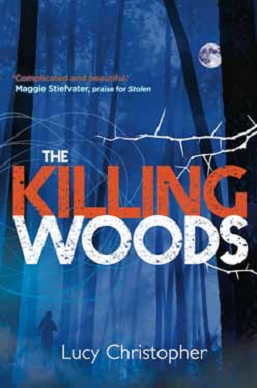 "Complicated and beautiful."
Maggie Stiefvater, praise for Stolen
THE
KILLING
WOODS
Lucy Christopher